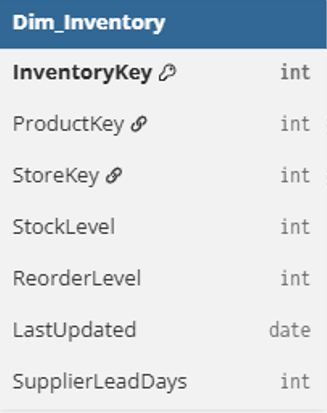 Dim_Inventory
InventoryKey int
ProductKey int
StoreKey int
StockLevel int
ReorderLevel int
LastUpdated date
SupplierLeadDays int